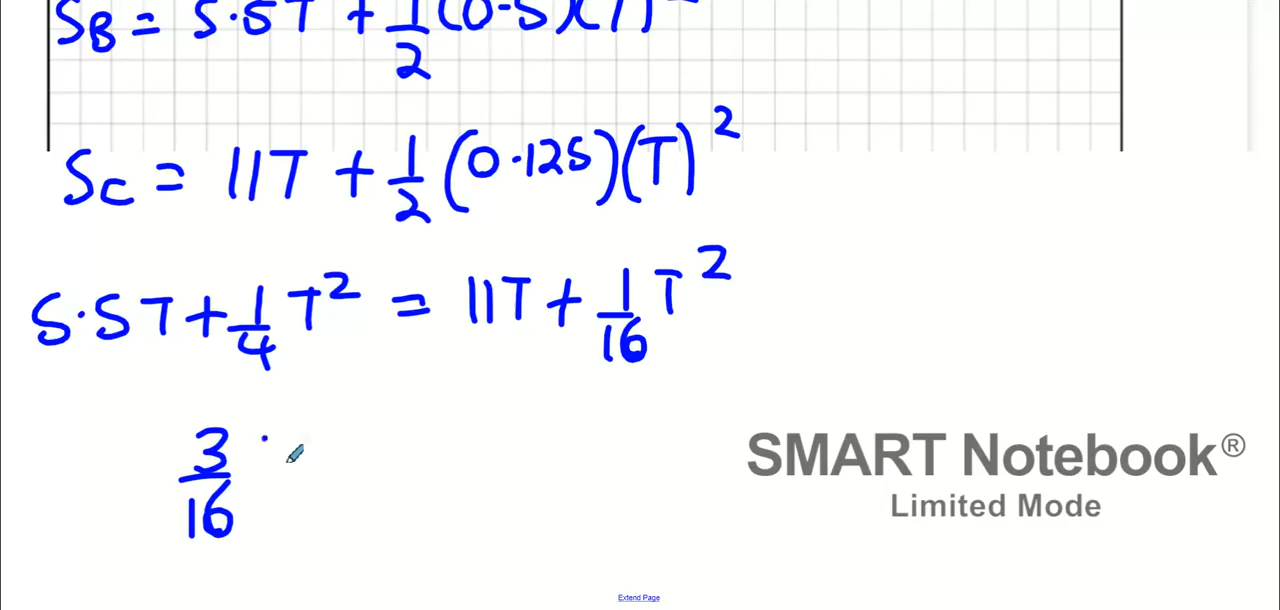 S_B = 5.5T + 1/2 (0.5)(T)²
S_C = 11T + 1/2 (0.125)(T)²
5.5T + 1/4 T² = 11T + 1/16 T²
3/16
SMART Notebook®
Limited Mode
Extend Page